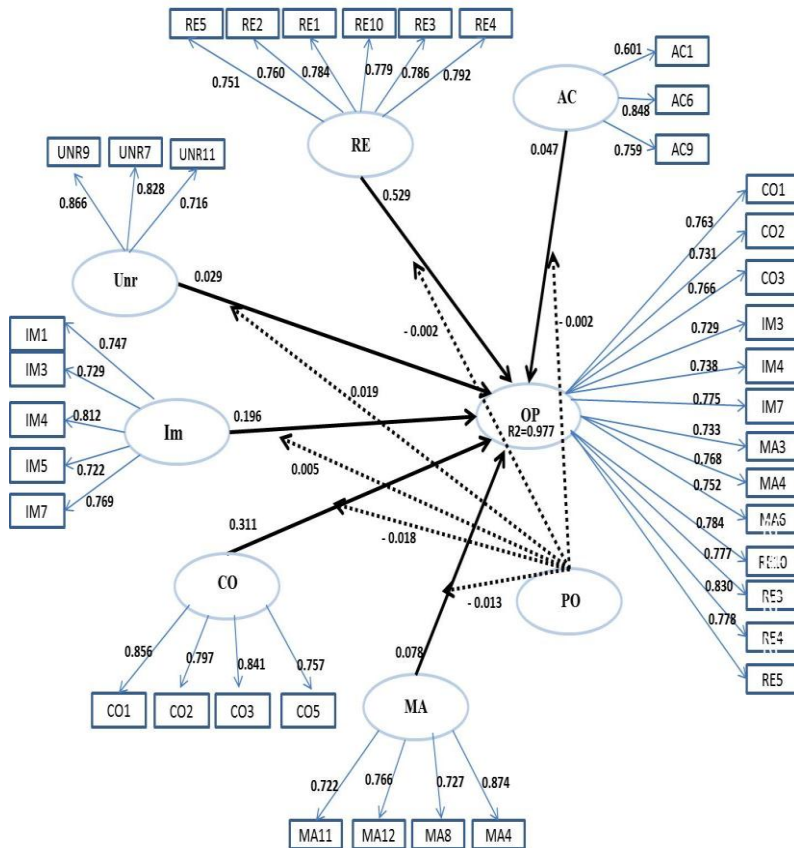 RE5 RE2 RE1 RE10 RE3 RE4
0.751 0.760 0.784 0.779 0.786 0.792
RE
0.601 AC1
AC 0.848 AC6
0.759 AC9
0.047
UNR9 UNR7 UNR11
0.866 0.828 0.716
Unr 0.029
0.529
- 0.002
- 0.002
0.019
IM1 0.747
IM3 0.729
IM4 0.812
IM5 0.722
IM7 0.769
Im 0.196
0.005
OP
R2=0.977
0.763 CO1
0.731 CO2
0.766 CO3
0.729 IM3
0.738 IM4
0.775 IM7
0.733 MA3
0.768 MA4
0.752 MA6
0.784
0.777 RE3
0.830 RE4
0.778 RE5
0.311
- 0.018
CO
- 0.013
PO
0.856 0.797 0.841 0.757
CO1 CO2 CO3 CO5
0.078
MA
0.722 0.766 0.727 0.874
MA11 MA12 MA8 MA4